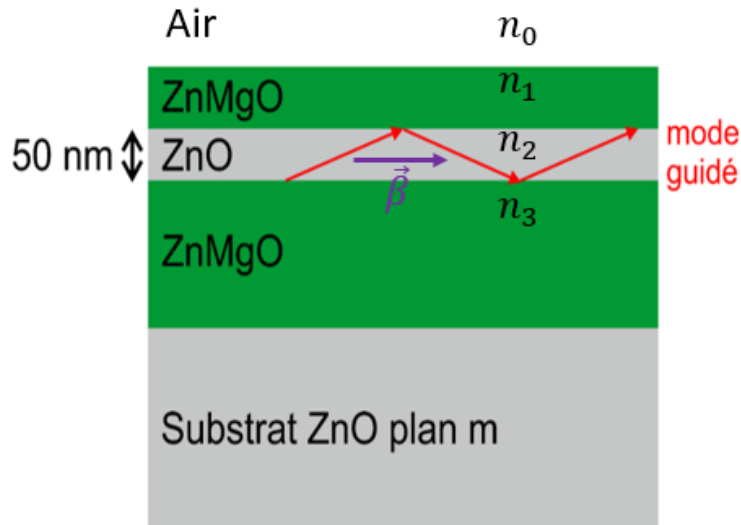 Air n₀
ZnMgO n₁
50 nm ZnO n₂ mode
guidé
β⃗ n₃
ZnMgO
Substrat ZnO plan m